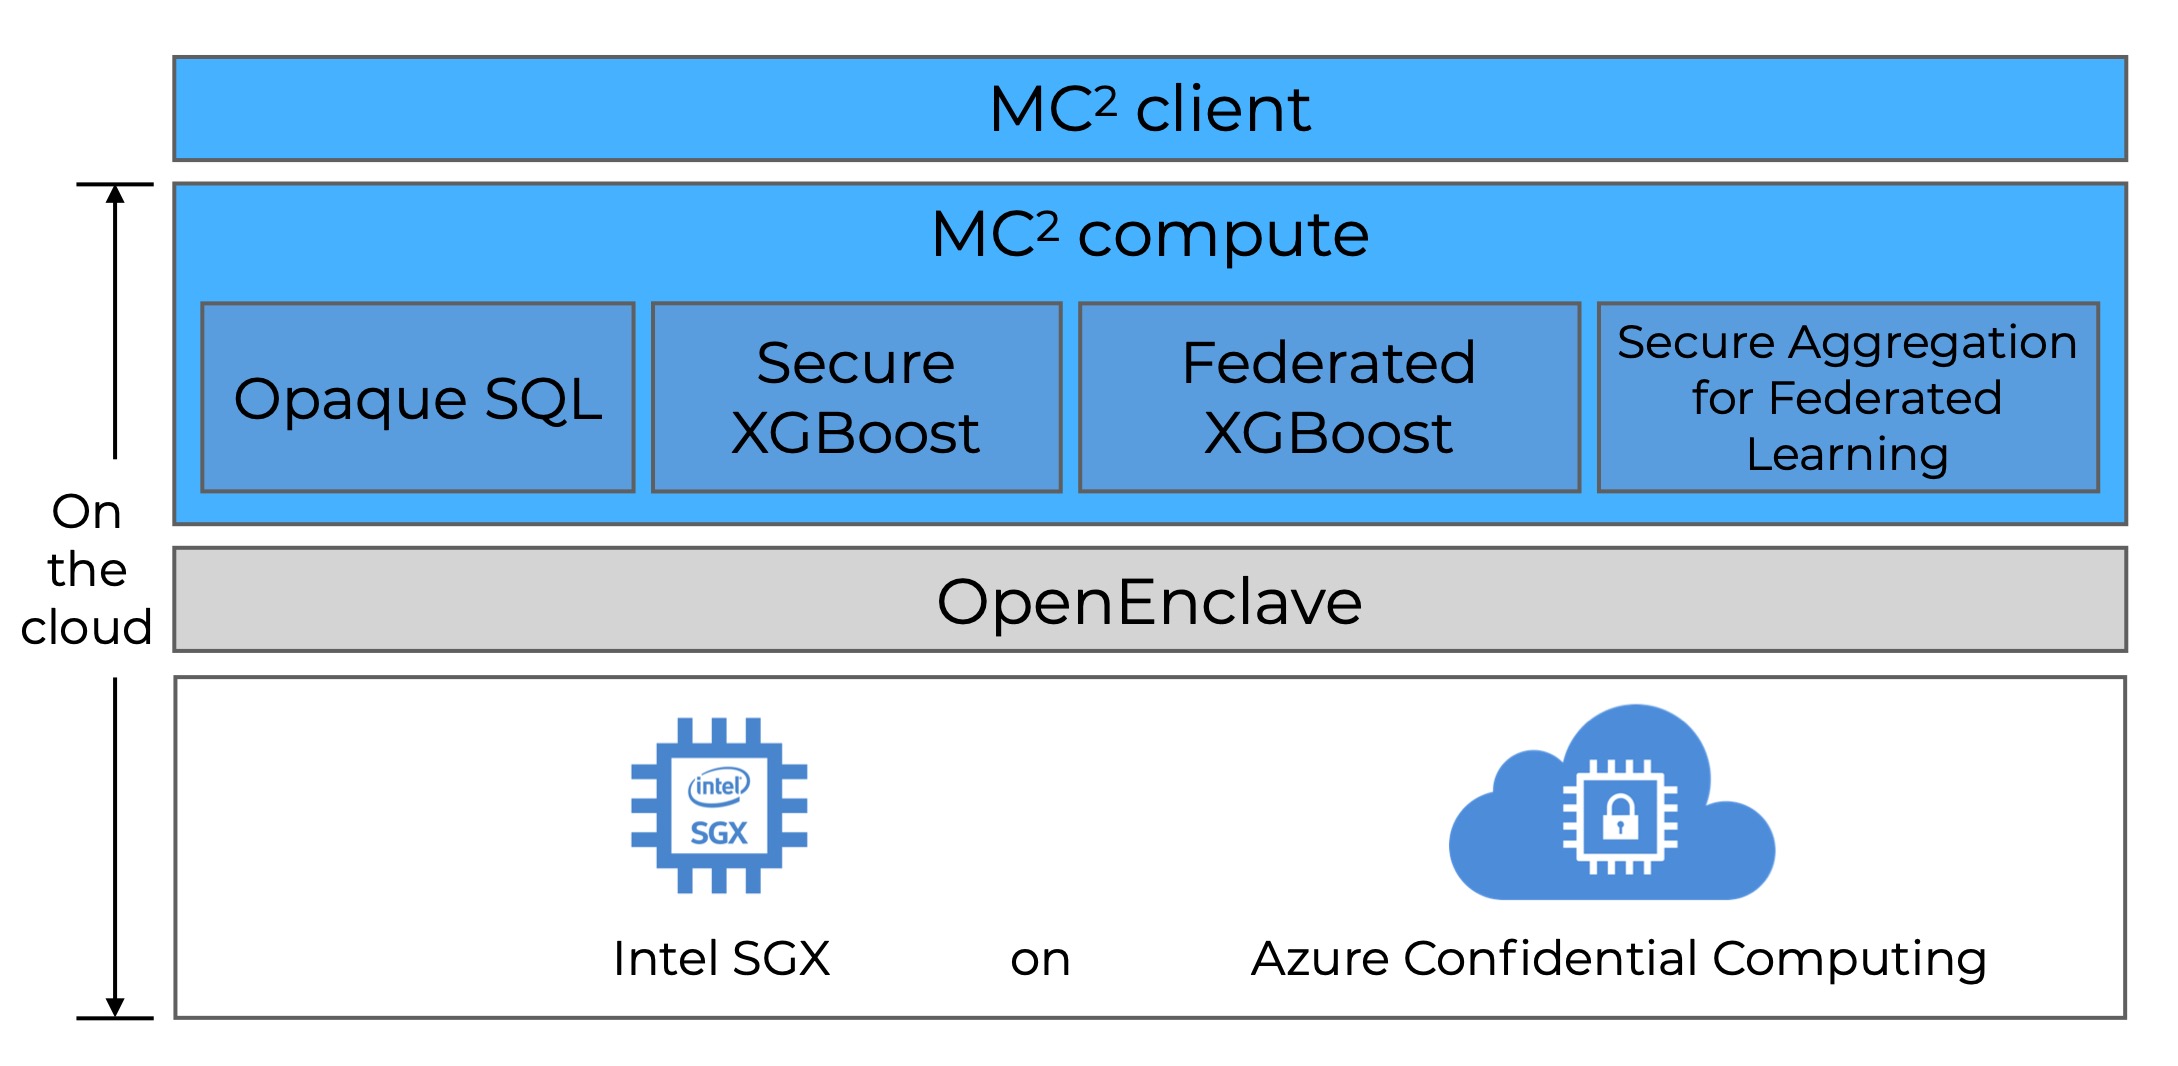 MC² client
MC² compute
Opaque SQL
Secure
XGBoost
Federated
XGBoost
Secure Aggregation
for Federated
Learning
On
the
cloud
OpenEnclave
intel
SGX
Intel SGX on Azure Confidential Computing